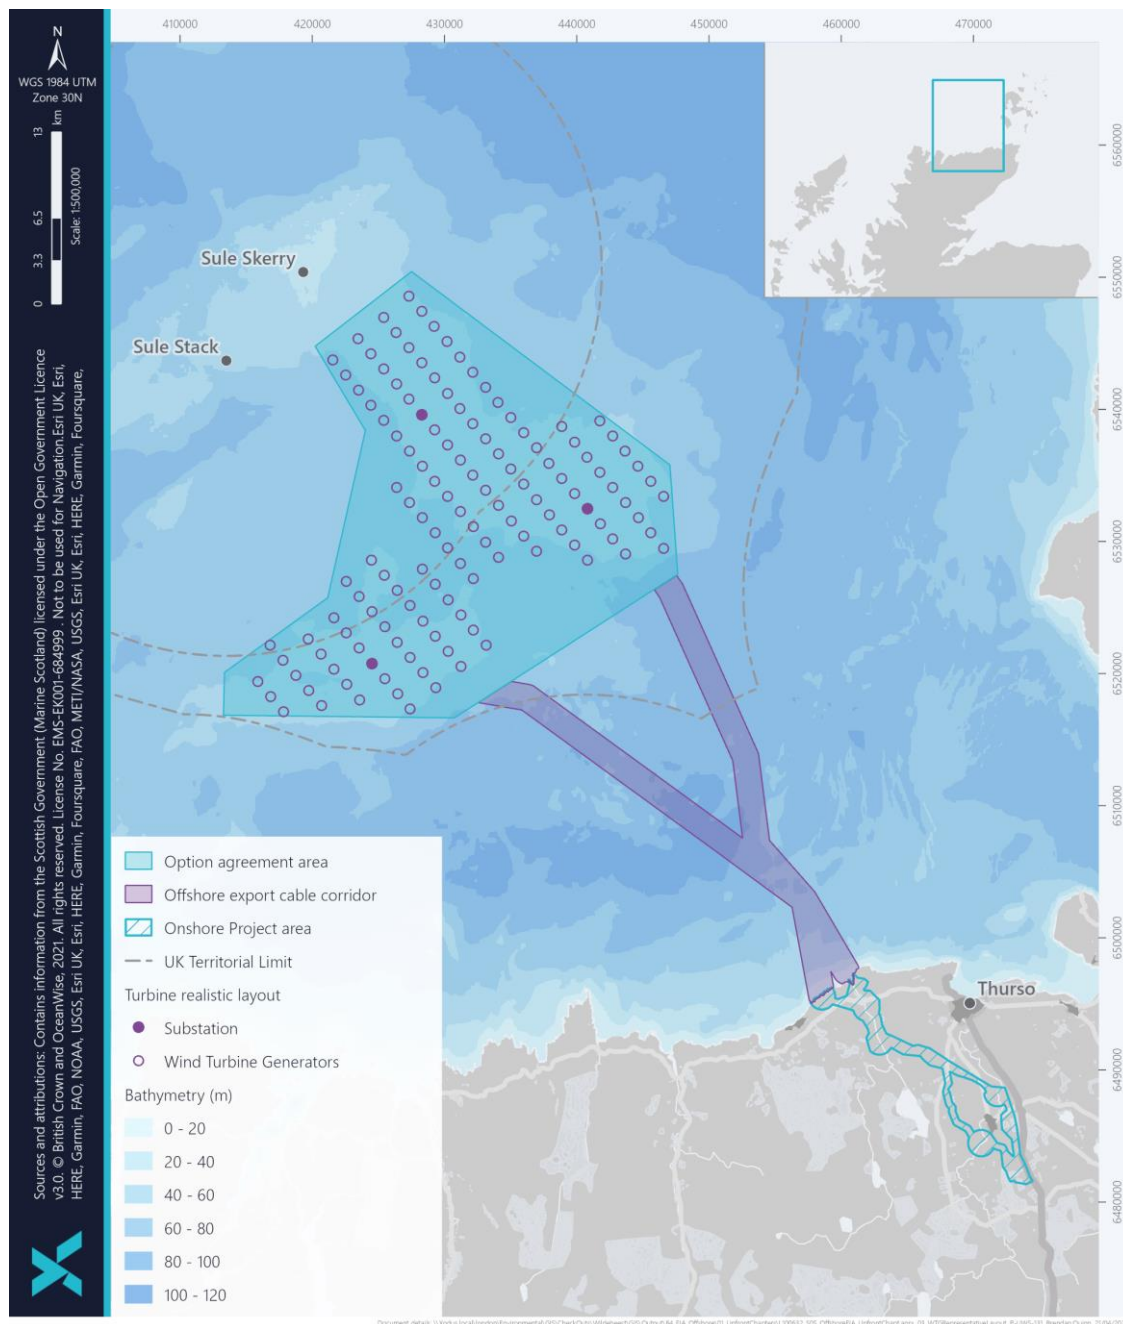 410000 420000 430000 440000 450000 460000 470000
N
WGS 1984 UTM
Zone 30N
km
13
6.5
3.3
0
Scale: 1:500,000
6560000
6550000
6540000
6530000
6520000
6510000
6500000
6490000
6480000
Sule Skerry
Sule Stack
Thurso
Option agreement area
Offshore export cable corridor
Onshore Project area
UK Territorial Limit
Turbine realistic layout
Substation
Wind Turbine Generators
Bathymetry (m)
0 - 20
20 - 40
40 - 60
60 - 80
80 - 100
100 - 120
Sources and attributions: Contains information from the Scottish Government (Marine Scotland) licensed under the Open Government Licence
v3.0. © British Crown and OceanWise, 2021. All rights reserved. License No. EMS-EK001-684999 . Not to be used for Navigation.Esri UK, Esri,
HERE, Garmin, FAO, NOAA, USGS, Esri UK, Esri, HERE, Garmin, Foursquare, FAO, METI/NASA, USGS, Esri UK, Esri, HERE, Garmin, Foursquare,